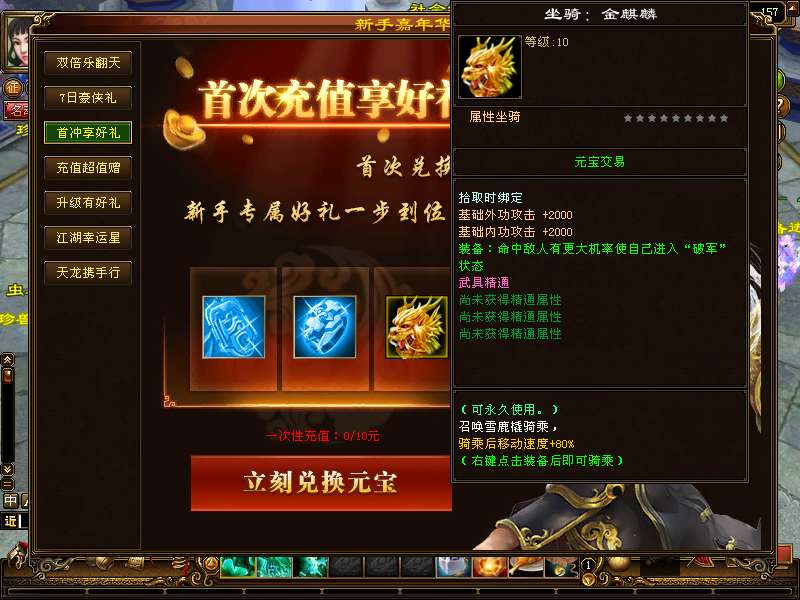 社会
新手嘉年华
157
双倍乐翻天
7日豪侠礼
首冲享好礼
充值超值赠
升级有好礼
江湖幸运星
天龙携手行
首次充值享好礼
首次兑换
新手专属好礼一步到位
一次性充值：0/10元
立刻兑换元宝
坐骑：金麒麟
等级:10
属性坐骑
★★★★★★★★★
元宝交易
拾取时绑定
基础外功攻击 +2000
基础内功攻击 +2000
装备：命中敌人有更大机率使自己进入“破军”
状态
武具精通
尚未获得精通属性
尚未获得精通属性
尚未获得精通属性
（可永久使用。）
召唤雪鹿撬骑乘，
骑乘后移动速度+80%
（右键点击装备后即可骑乘）
征
虫
珍兽
甲
近
1